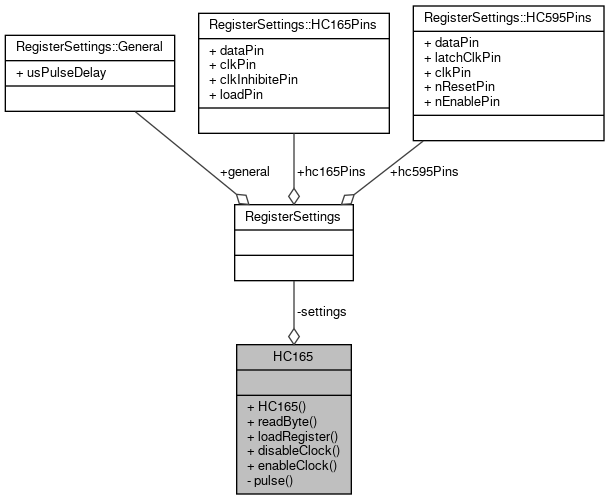 RegisterSettings::General
+ usPulseDelay
RegisterSettings::HC165Pins
+ dataPin
+ clkPin
+ clkInhibitePin
+ loadPin
RegisterSettings::HC595Pins
+ dataPin
+ latchClkPin
+ clkPin
+ nResetPin
+ nEnablePin
+general
+hc165Pins
+hc595Pins
RegisterSettings
-settings
HC165
+ HC165()
+ readByte()
+ loadRegister()
+ disableClock()
+ enableClock()
- pulse()